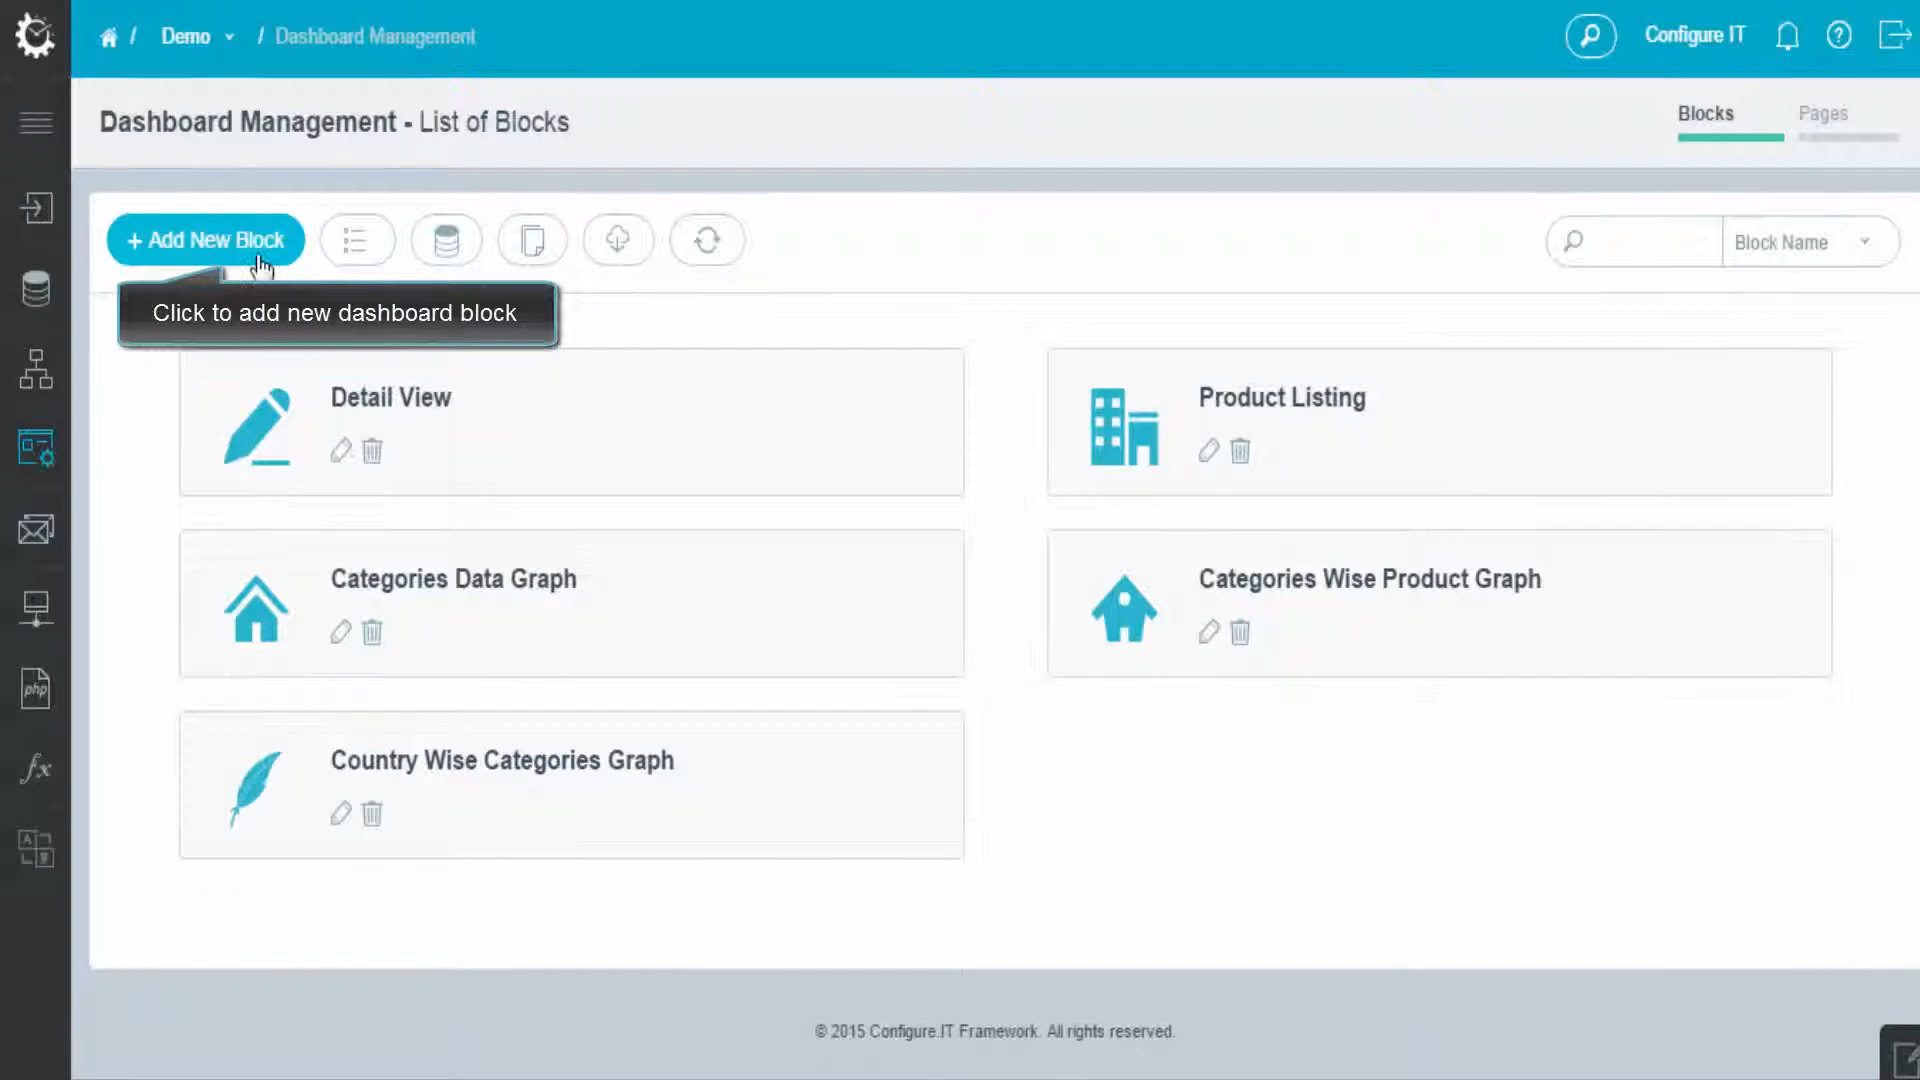 / Demo / Dashboard Management
Configure IT
Dashboard Management - List of Blocks
Blocks
Pages
+ Add New Block
Block Name
Click to add new dashboard block
Detail View
Product Listing
Categories Data Graph
Categories Wise Product Graph
Country Wise Categories Graph
php
fx
A
© 2015 Configure.IT Framework. All rights reserved.